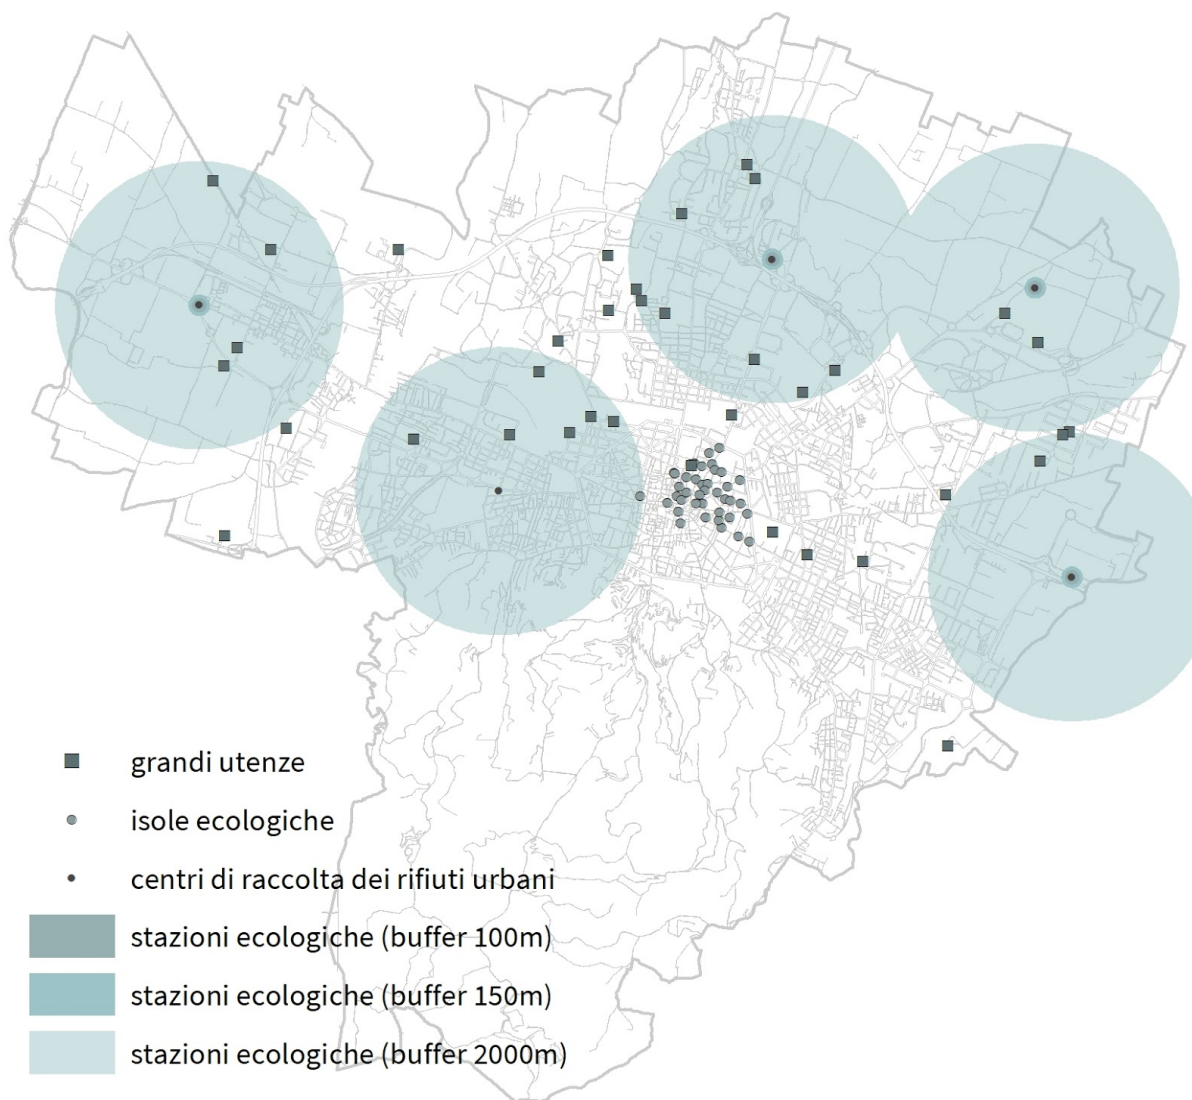 grandi utenze
isole ecologiche
centri di raccolta dei rifiuti urbani
stazioni ecologiche (buffer 100m)
stazioni ecologiche (buffer 150m)
stazioni ecologiche (buffer 2000m)